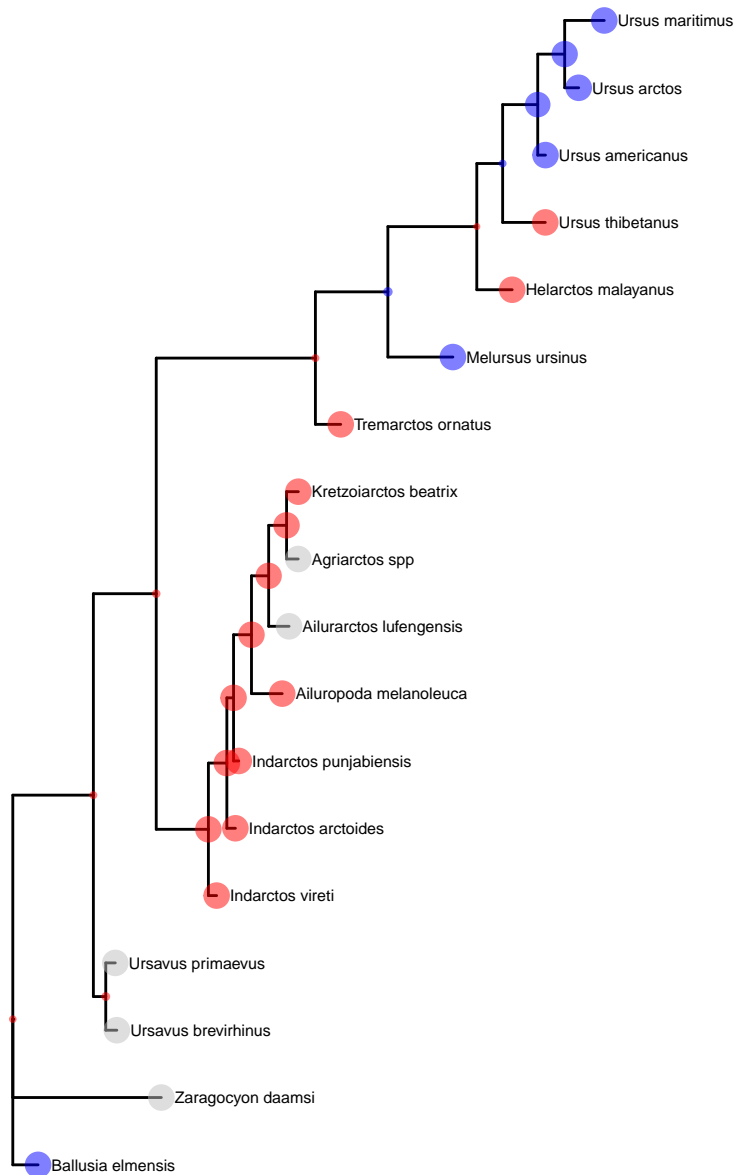 Ursus maritimus
Ursus arctos
Ursus americanus
Ursus thibetanus
Helarctos malayanus
Melursus ursinus
Tremarctos ornatus
Kretzoiarctos beatrix
Agriarctos spp
Ailurarctos lufengensis
Ailuropoda melanoleuca
Indarctos punjabiensis
Indarctos arctoides
Indarctos vireti
Ursavus primaevus
Ursavus brevirhinus
Zaragocyon daamsi
Ballusia elmensis